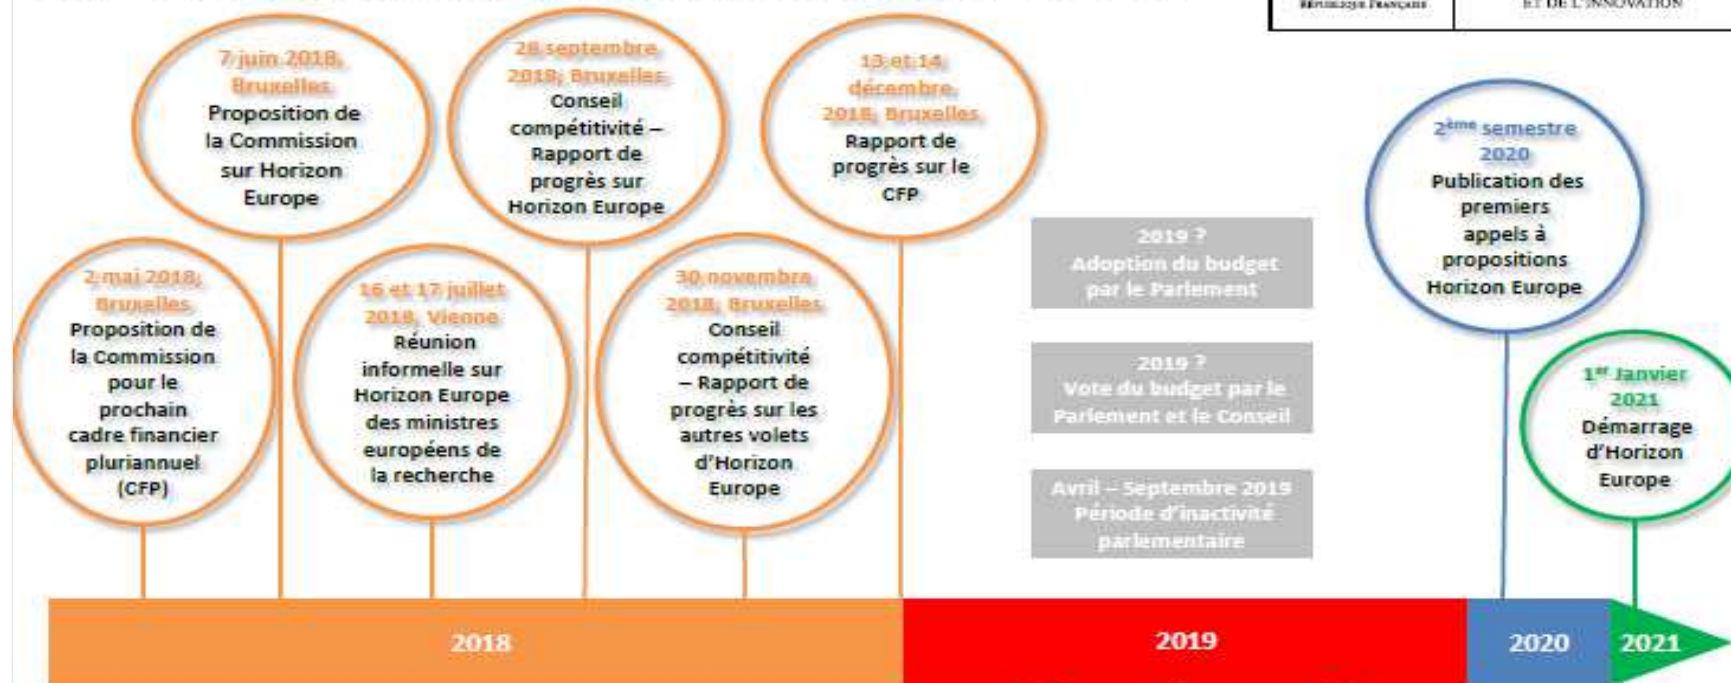 RÉPUBLIQUE FRANÇAISE
ET DE L'INNOVATION
7 juin 2018,
Bruxelles
Proposition de
la Commission
sur Horizon
Europe
28 septembre
2018, Bruxelles
Conseil
compétitivité –
Rapport de
progrès sur
Horizon Europe
13 et 14
décembre
2018, Bruxelles
Rapport de
progrès sur le
CFP
2ème semestre
2020
Publication des
premiers
appels à
propositions
Horizon Europe
2 mai 2018,
Bruxelles
Proposition de
la Commission
pour le
prochain
cadre financier
pluriannuel
(CFP)
16 et 17 juillet
2018, Vienne
Réunion
informelle sur
Horizon Europe
des ministres
européens de
la recherche
30 novembre
2018, Bruxelles
Conseil
compétitivité
– Rapport de
progrès sur les
autres volets
d'Horizon
Europe
2019 ?
Adoption du budget
par le Parlement
2019 ?
Vote du budget par le
Parlement et le Conseil
Avril – Septembre 2019
Période d'inactivité
parlementaire
1er Janvier
2021
Démarrage
d'Horizon
Europe
2018
2019
2020
2021